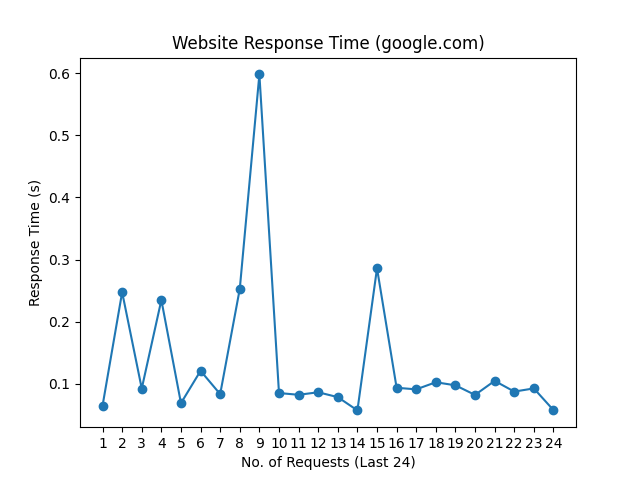 Website Response Time (google.com)
0.6
0.5
0.4
0.3
0.2
0.1
Response Time (s)
1 2 3 4 5 6 7 8 9 10 11 12 13 14 15 16 17 18 19 20 21 22 23 24
No. of Requests (Last 24)